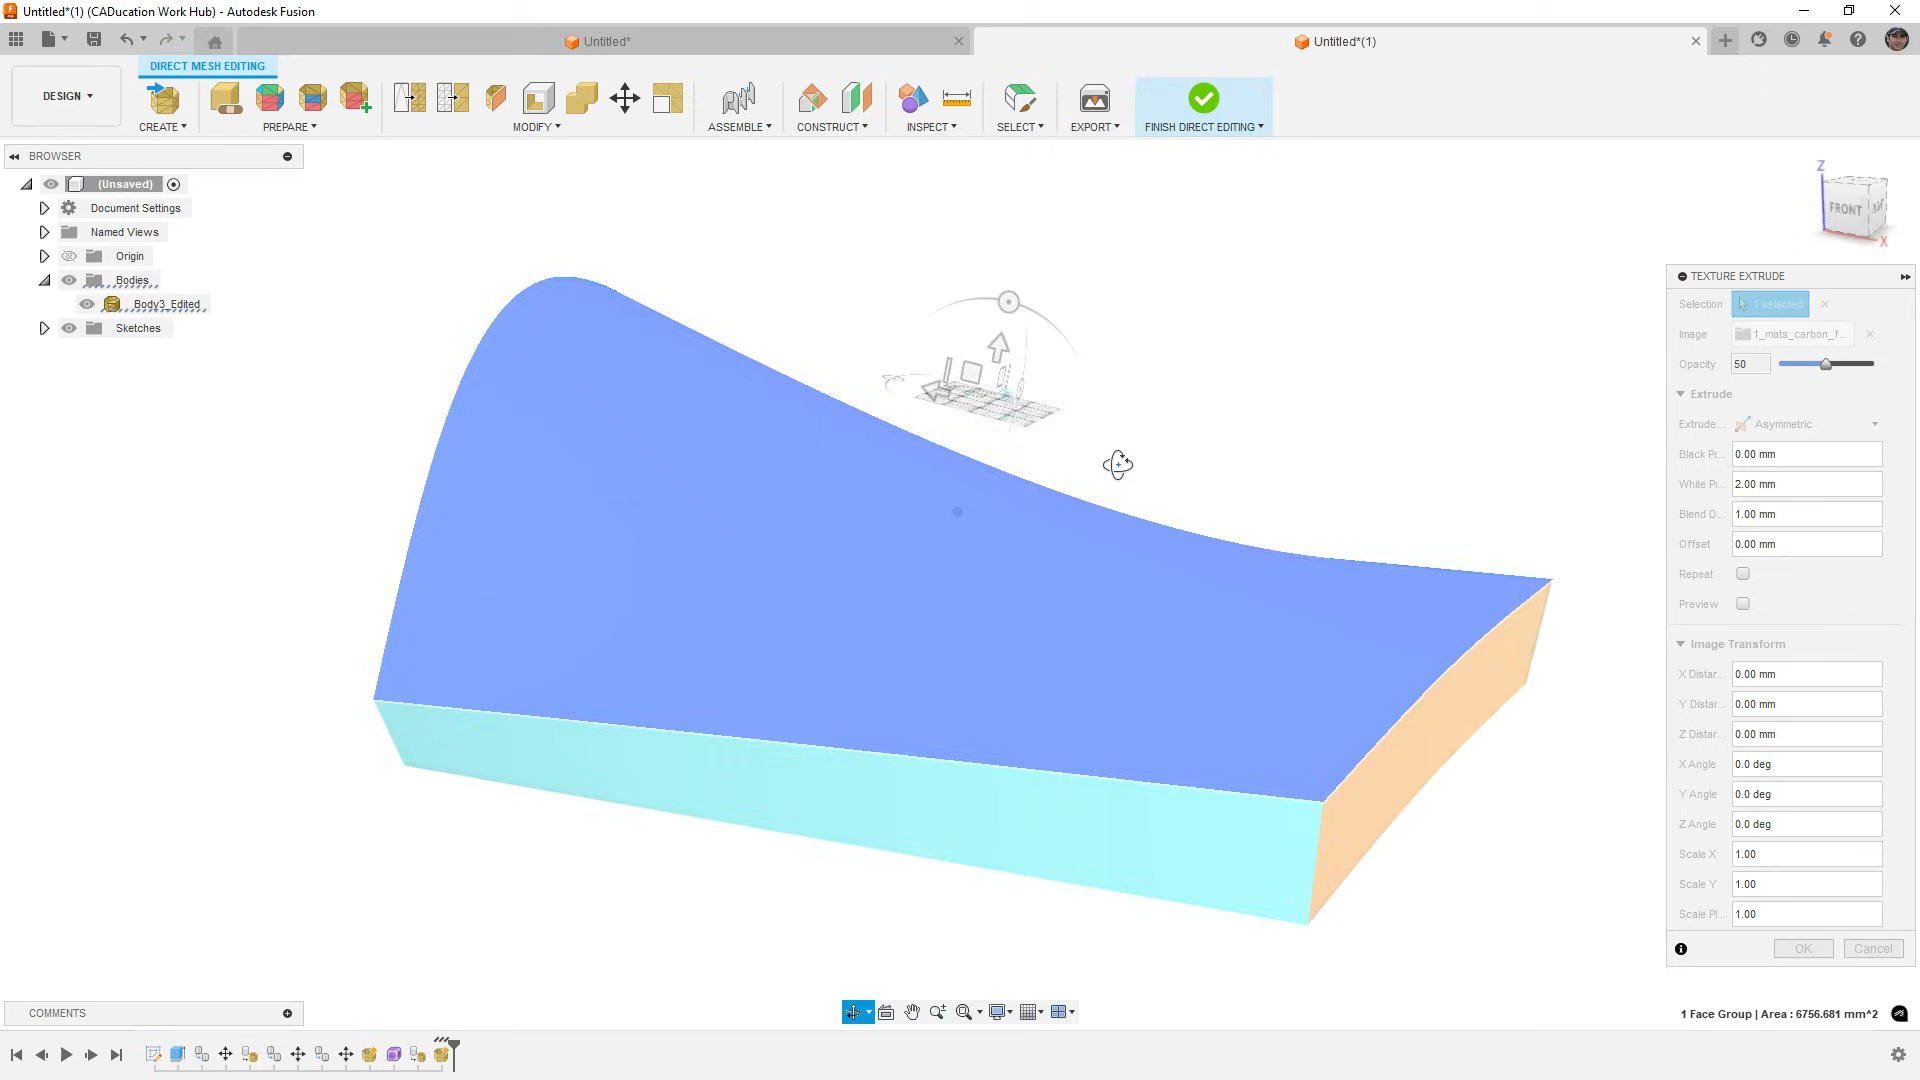 Untitled*(1) (CADucation Work Hub) - Autodesk Fusion
Untitled*
Untitled*(1)
DIRECT MESH EDITING
DESIGN
CREATE
PREPARE
MODIFY
ASSEMBLE
CONSTRUCT
INSPECT
SELECT
EXPORT
FINISH DIRECT EDITING
BROWSER
(Unsaved)
Document Settings
Named Views
Origin
Bodies
Body3_Edited
Sketches
Z
FRONT
X
TEXTURE EXTRUDE
Selection 1 selected
Image 1_mats_carbon_f...
Opacity 50
Extrude
Extrude... Asymmetric
Black P... 0.00 mm
White P... 2.00 mm
Blend D... 1.00 mm
Offset 0.00 mm
Repeat
Preview
Image Transform
X Distar... 0.00 mm
Y Distar... 0.00 mm
Z Distar... 0.00 mm
X Angle 0.0 deg
Y Angle 0.0 deg
Z Angle 0.0 deg
Scale X 1.00
Scale Y 1.00
Scale Pl... 1.00
OK Cancel
COMMENTS
1 Face Group | Area : 6756.681 mm^2